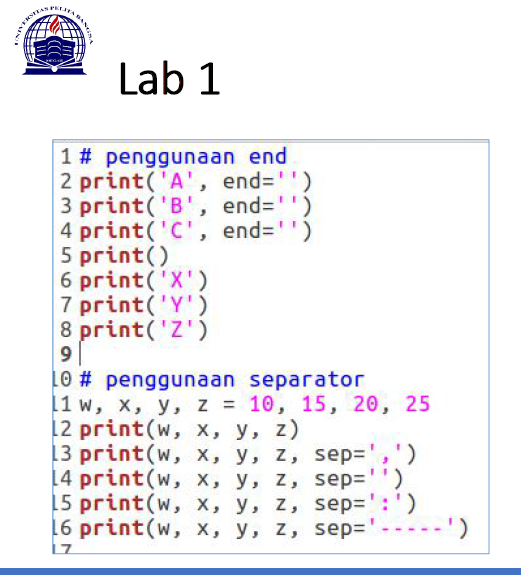 UNIVERSITAS PELITA BANGSA
Lab 1
1 # penggunaan end
2 print('A', end='')
3 print('B', end='')
4 print('C', end='')
5 print()
6 print('X')
7 print('Y')
8 print('Z')
9
10 # penggunaan separator
11 w, x, y, z = 10, 15, 20, 25
12 print(w, x, y, z)
13 print(w, x, y, z, sep=',')
14 print(w, x, y, z, sep='')
15 print(w, x, y, z, sep=':')
16 print(w, x, y, z, sep='-----')
17